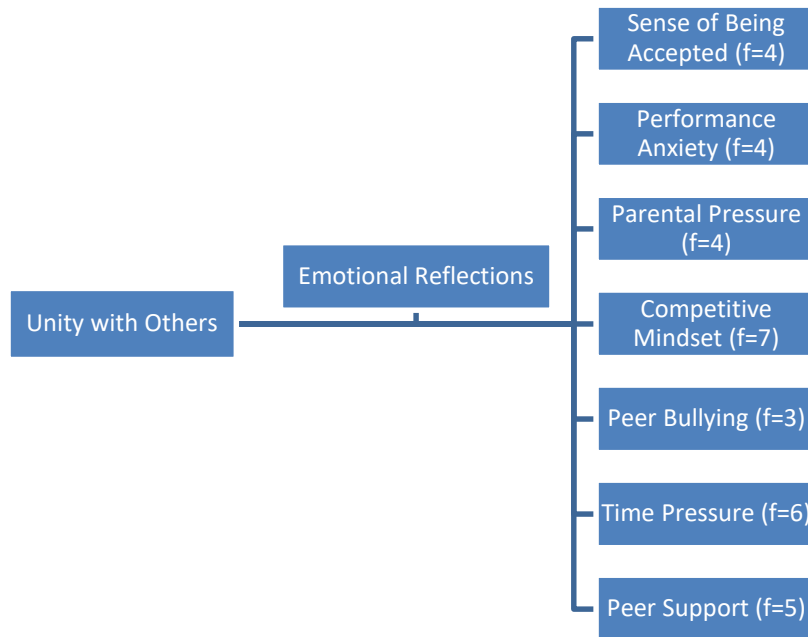 Unity with Others
Emotional Reflections
Sense of Being
Accepted (f=4)
Performance
Anxiety (f=4)
Parental Pressure
(f=4)
Competitive
Mindset (f=7)
Peer Bullying (f=3)
Time Pressure (f=6)
Peer Support (f=5)